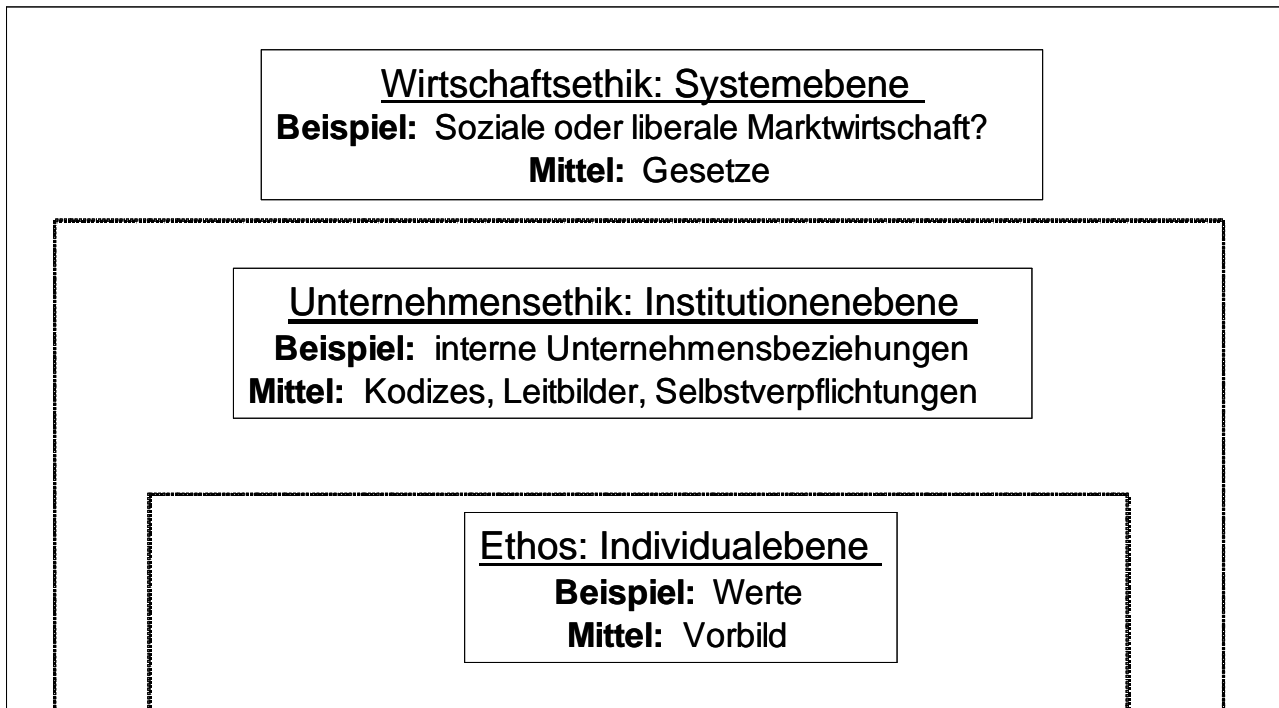 Wirtschaftsethik: Systemebene
Beispiel: Soziale oder liberale Marktwirtschaft?
Mittel: Gesetze
Unternehmensethik: Institutionenebene
Beispiel: interne Unternehmensbeziehungen
Mittel: Kodizes, Leitbilder, Selbstverpflichtungen
Ethos: Individualebene
Beispiel: Werte
Mittel: Vorbild